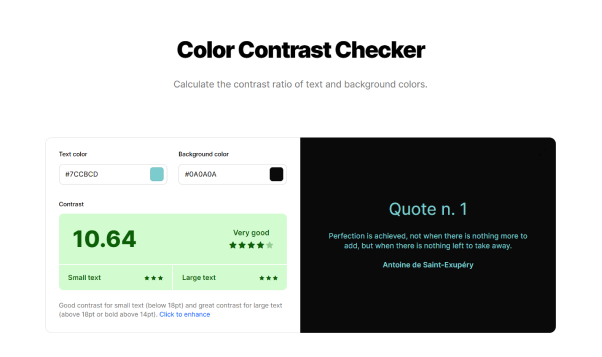 Color Contrast Checker
Calculate the contrast ratio of text and background colors.
Text color
Background color
#7CCBCD
#0A0A0A
Contrast
10.64
Very good
Small text
Large text
Good contrast for small text (below 18pt) and great contrast for large text
(above 18pt or bold above 14pt). Click to enhance
Quote n. 1
Perfection is achieved, not when there is nothing more to
add, but when there is nothing left to take away.
Antoine de Saint-Exupéry